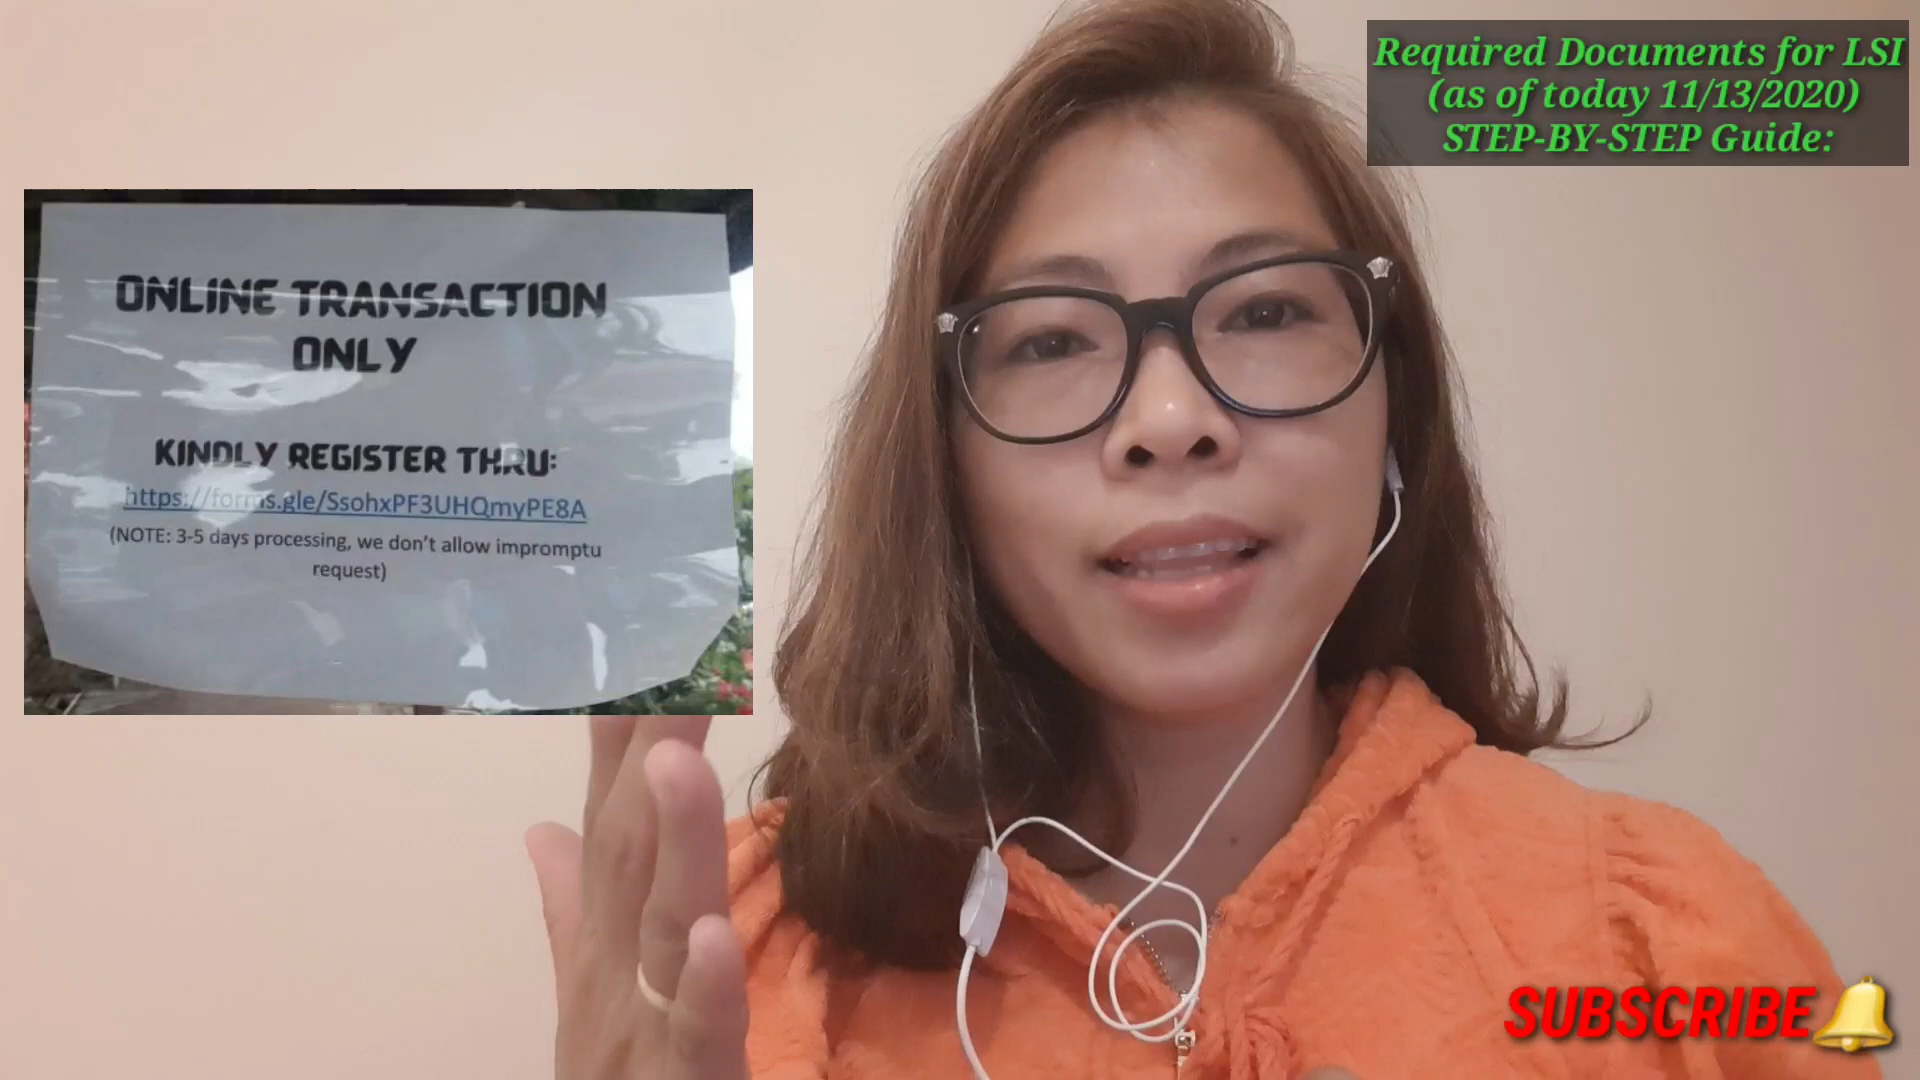 Required Documents for LSI
(as of today 11/13/2020)
STEP-BY-STEP Guide:
ONLINE TRANSACTION
ONLY
KINDLY REGISTER THRU:
https://forms.gle/SsohxPF3UHQmyPE8A
(NOTE: 3-5 days processing, we don't allow impromptu
request)
SUBSCRIBE